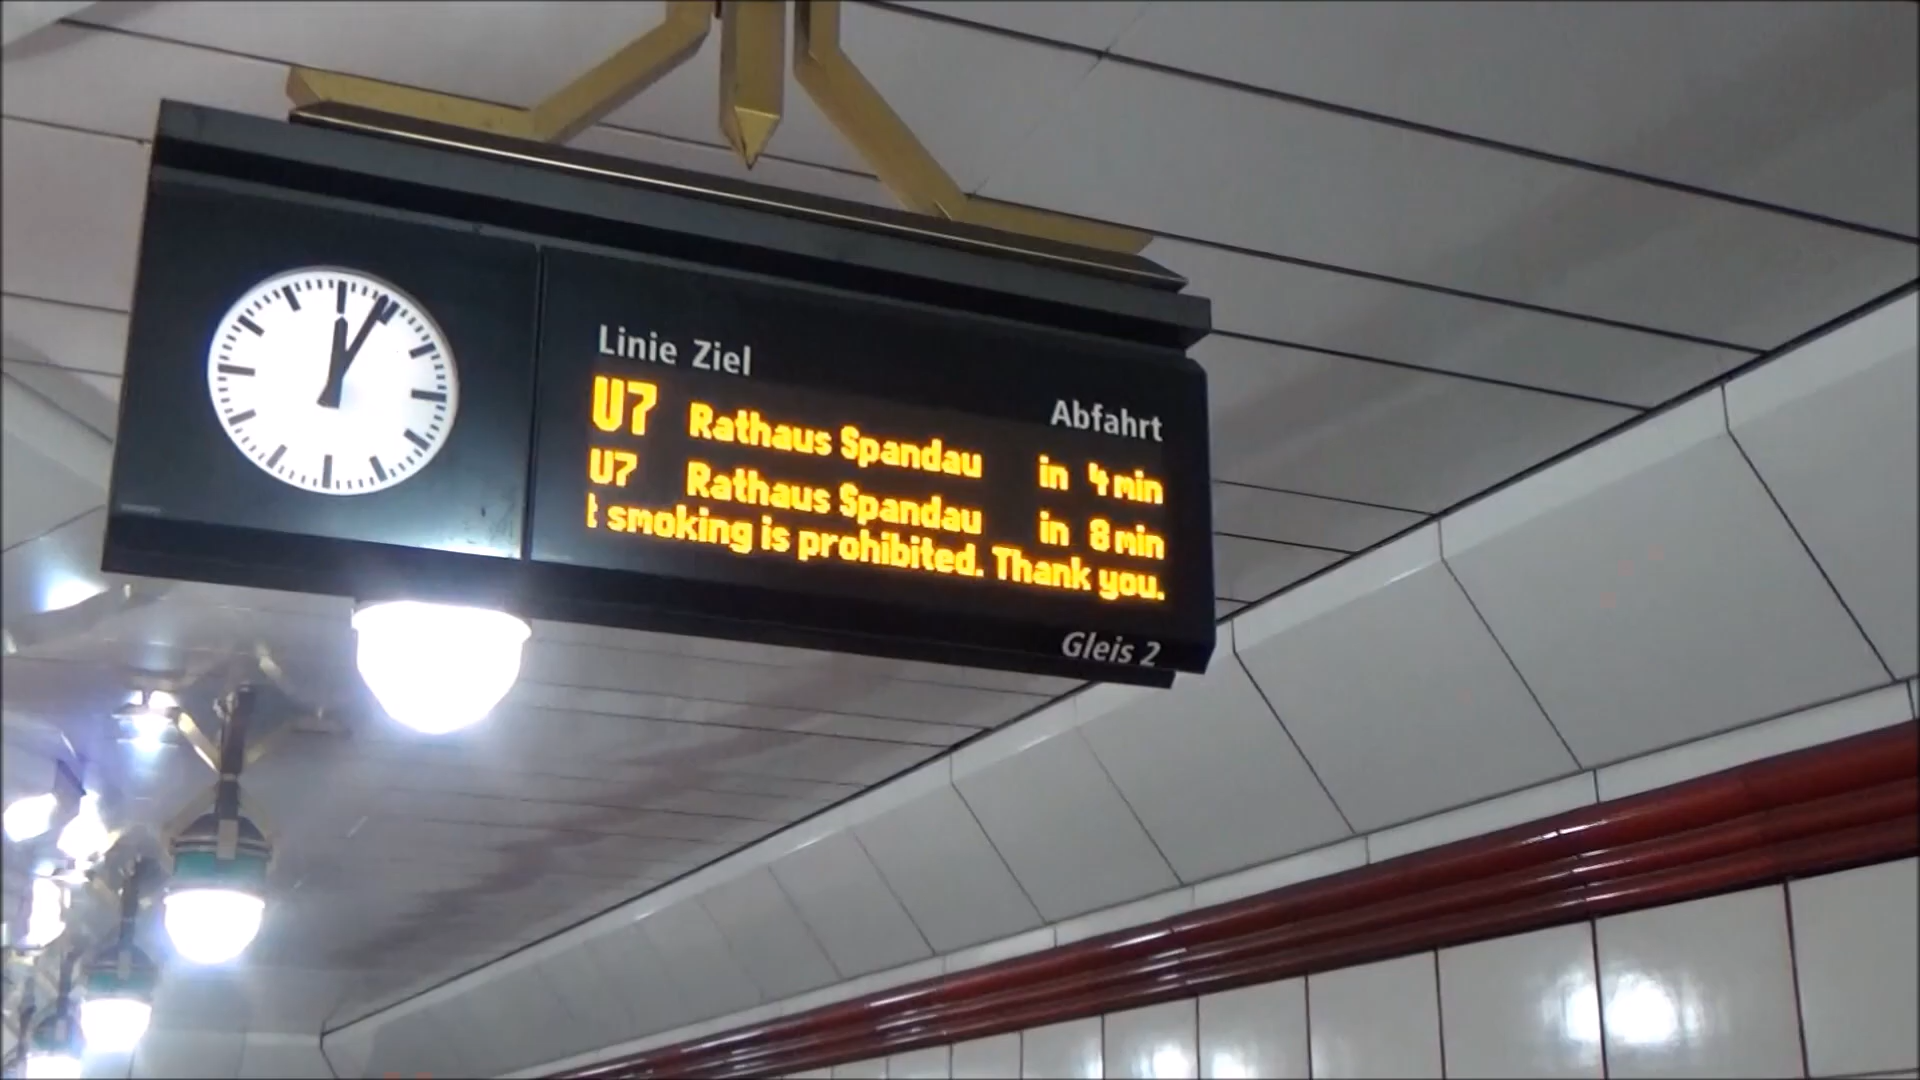 Linie Ziel Abfahrt
U7 Rathaus Spandau in 4 min
U7 Rathaus Spandau in 8 min
smoking is prohibited. Thank you.
Gleis 2